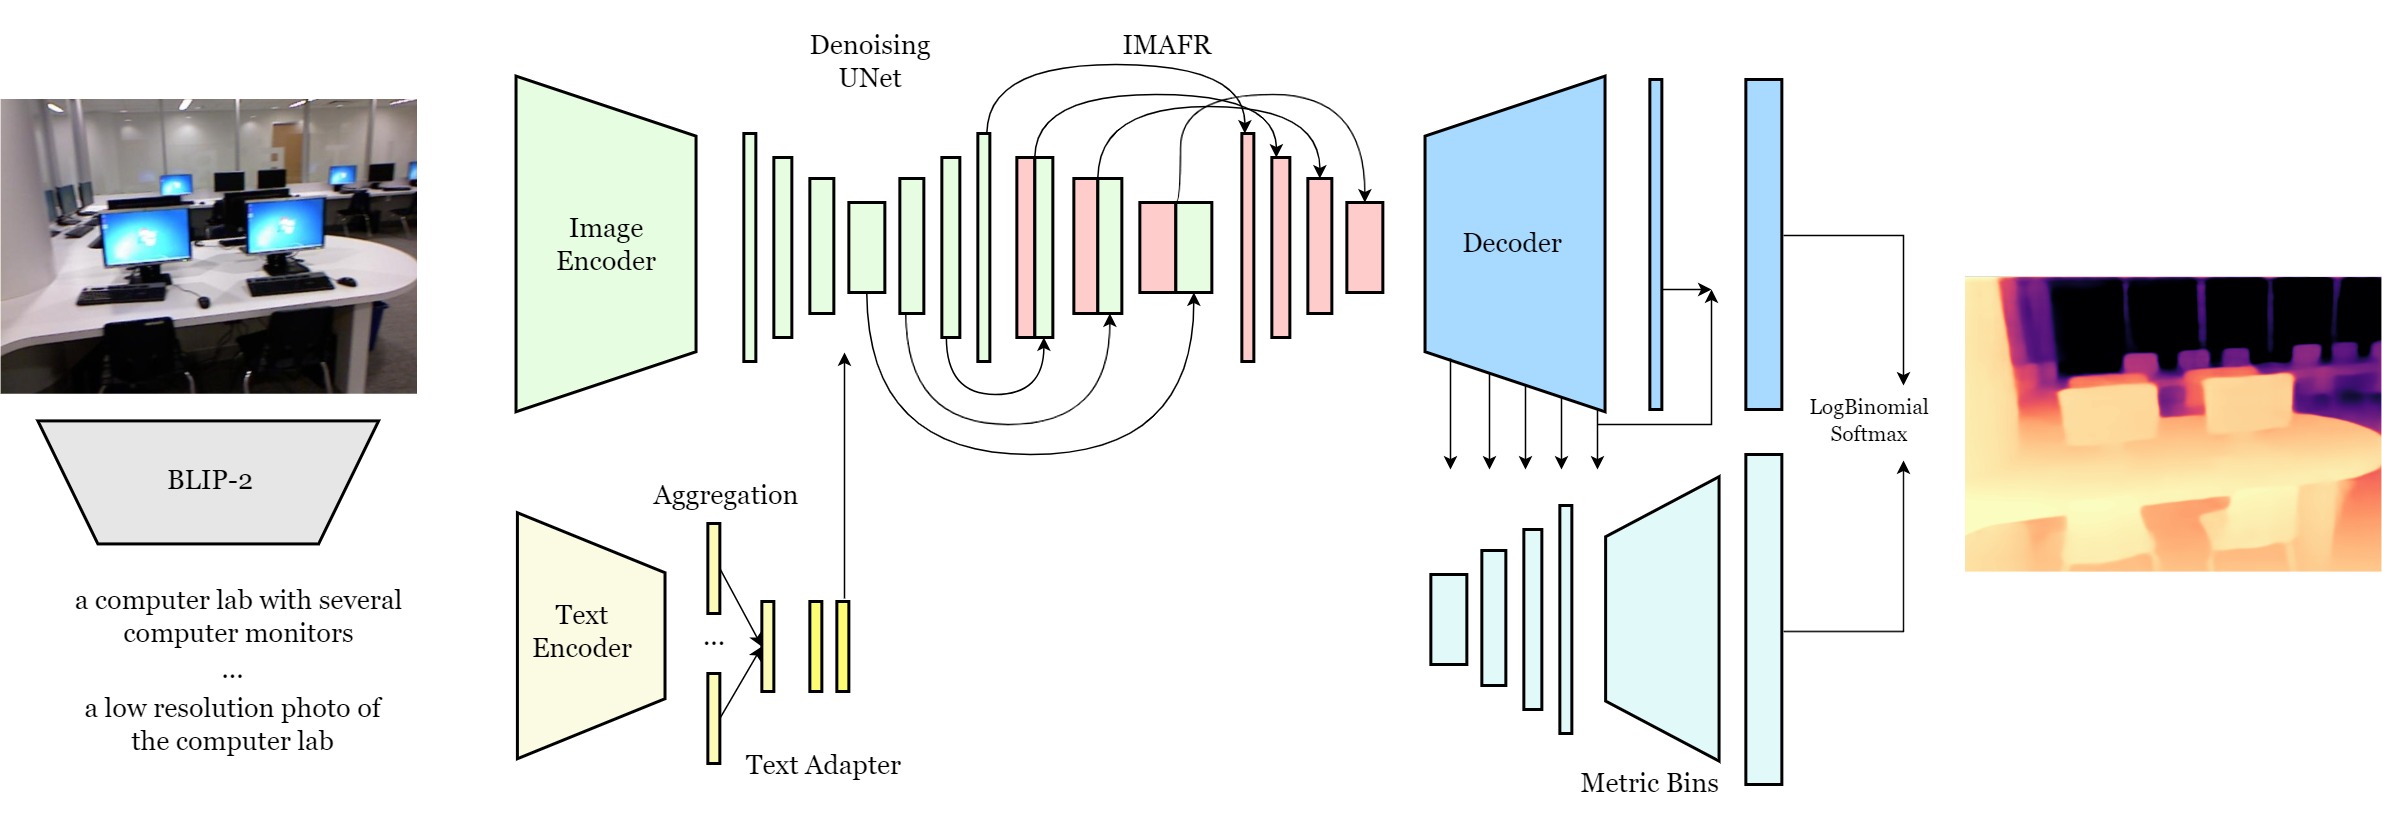 Denoising
UNet
IMAFR
Image
Encoder
Decoder
BLIP-2
a computer lab with several
computer monitors
...
a low resolution photo of
the computer lab
Aggregation
Text
Encoder
...
Text Adapter
LogBinomial
Softmax
Metric Bins